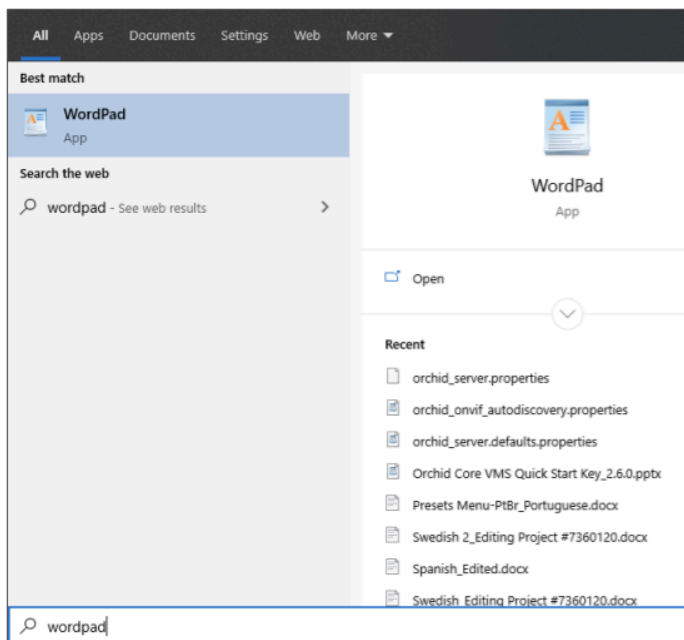 All Apps Documents Settings Web More
Best match
WordPad
App
Search the web
wordpad - See web results
WordPad
App
Open
Recent
orchid_server.properties
orchid_onvif_autodiscovery.properties
orchid_server.defaults.properties
Orchid Core VMS Quick Start Key_2.6.0.pptx
Presets Menu-PtBr_Portuguese.docx
Swedish 2_Editing Project #7360120.docx
Spanish_Edited.docx
Swedish Editing Project #7360120.docx
wordpad